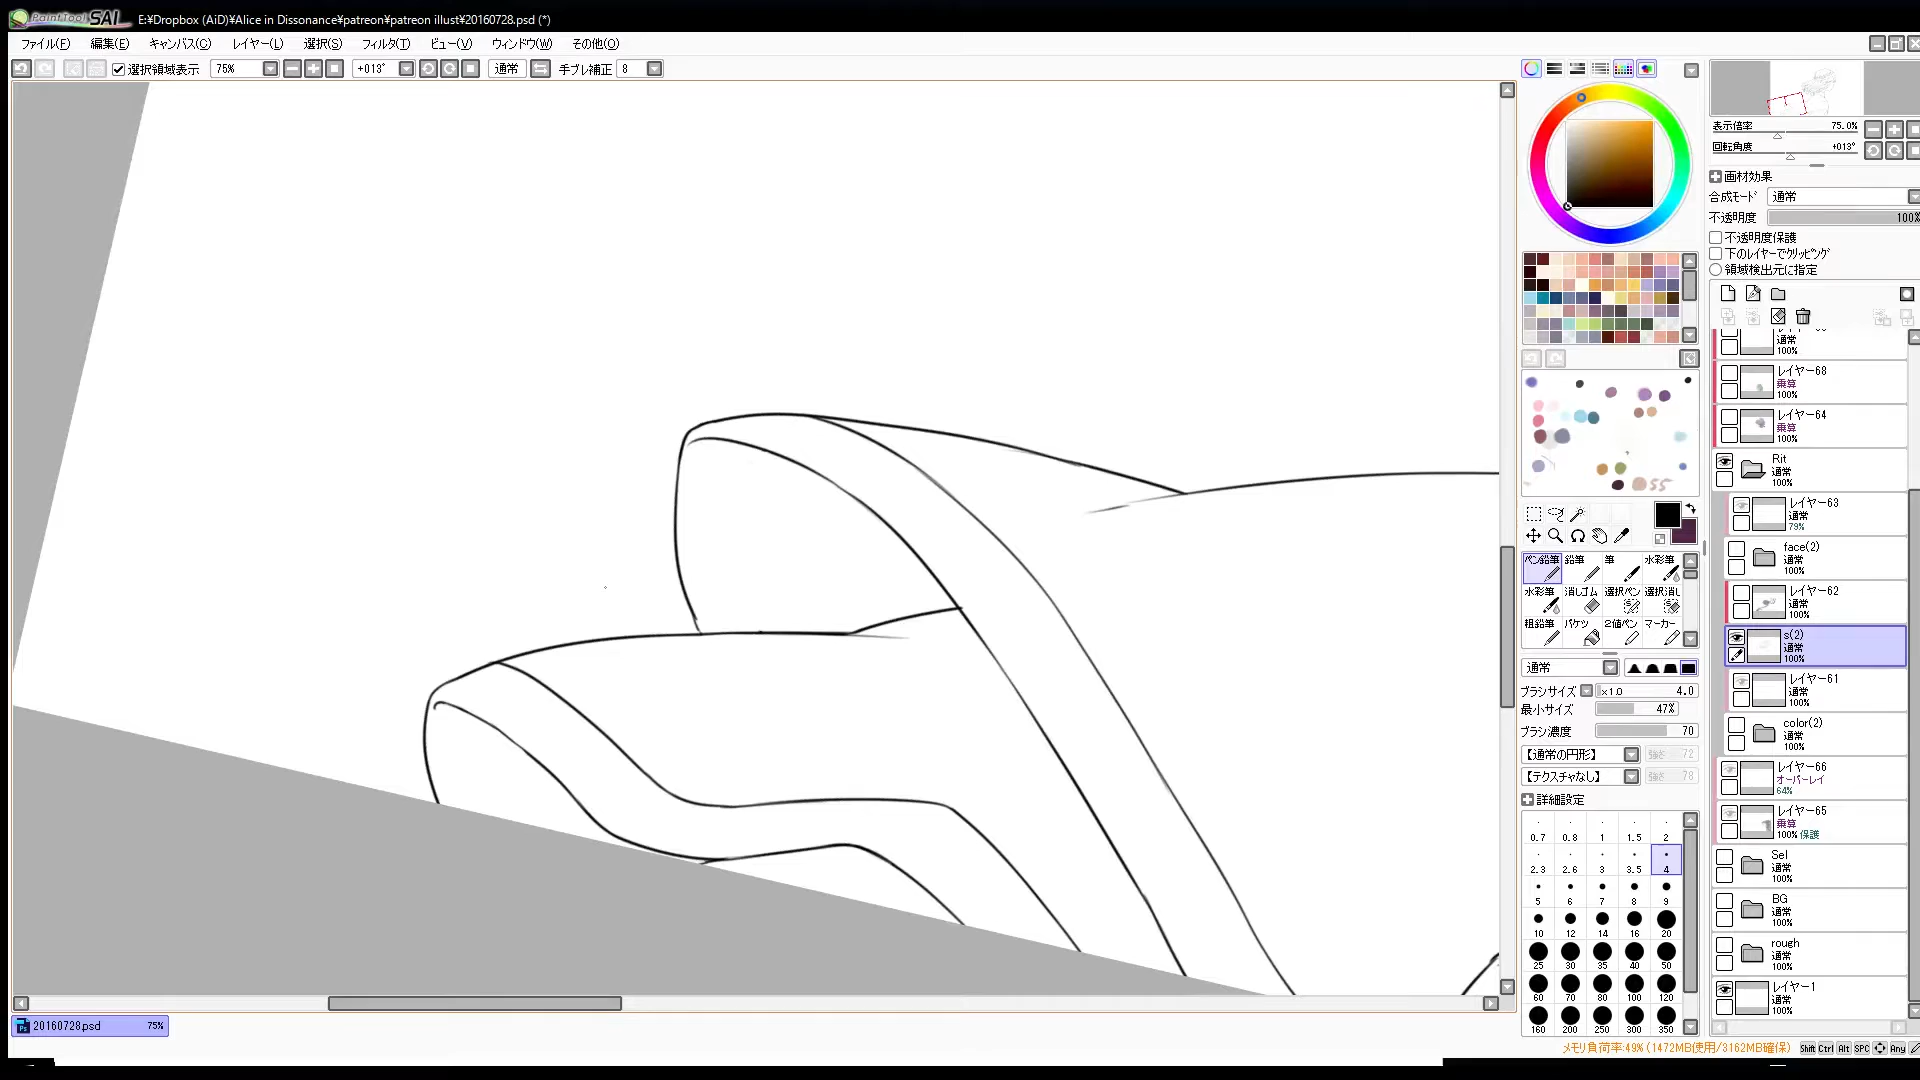 PaintTool SAI E:¥Dropbox (AiD)¥Alice in Dissonance¥patreon¥patreon illust¥20160728.psd (*)
ファイル(F) 編集(E) キャンバス(C) レイヤー(L) 選択(S) フィルタ(T) ビュー(V) ウィンドウ(W) その他(O)
選択領域表示 75% +013° 通常 手ブレ補正 8
表示倍率 75.0%
回転角度 +013°
画材効果
合成モード 通常
不透明度 100%
不透明度保護
下のレイヤーでクリッピング
領域検出元に指定
通常
100%
レイヤー68
乗算
100%
レイヤー64
乗算
100%
Rit
通常
100%
レイヤー63
通常
79%
face(2)
通常
100%
レイヤー62
通常
100%
s(2)
通常
100%
レイヤー61
通常
100%
color(2)
通常
100%
レイヤー66
オーバーレイ
64%
レイヤー65
乗算
100% 保護
Sel
通常
100%
BG
通常
100%
rough
通常
100%
レイヤー1
通常
100%
ペン鉛筆 鉛筆 筆 水彩筆
水彩筆 消しゴム 選択ペン 選択消し
粗鉛筆 バケツ 2値ペン マーカー
通常
ブラシサイズ x1.0 4.0
最小サイズ 47%
ブラシ濃度 70
【通常の円形】 強さ 72
【テクスチャなし】 強さ 78
詳細設定
0.7 0.8 1 1.5 2
2.3 2.6 3 3.5 4
5 6 7 8 9
10 12 14 16 20
25 30 35 40 50
60 70 80 100 120
160 200 250 300 350
20160728.psd 75%
メモリ負荷率:49% (1472MB使用/3162MB確保) Shift Ctrl Alt SPC Any